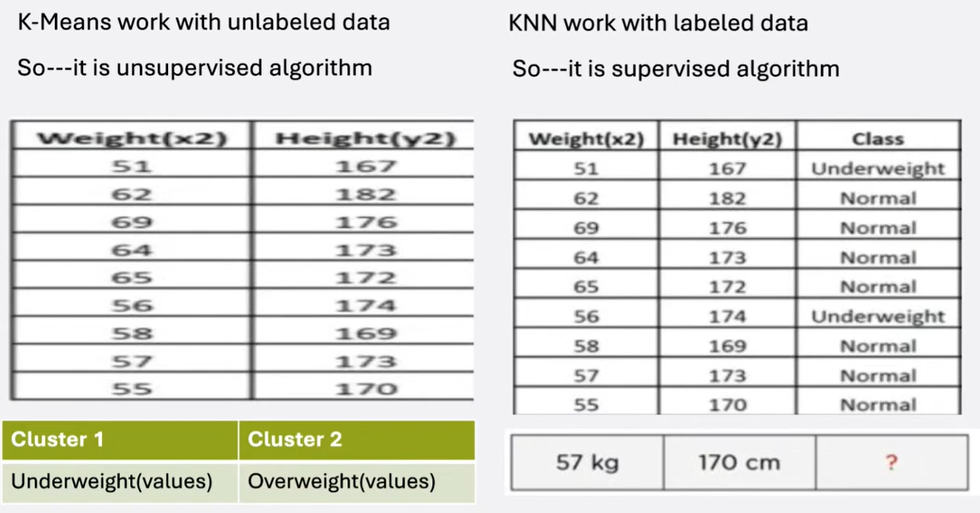 K-Means work with unlabeled data
So---it is unsupervised algorithm
Weight(x2) Height(y2)
51 167
62 182
69 176
64 173
65 172
56 174
58 169
57 173
55 170
Cluster 1 Cluster 2
Underweight(values) Overweight(values)
KNN work with labeled data
So---it is supervised algorithm
Weight(x2) Height(y2) Class
51 167 Underweight
62 182 Normal
69 176 Normal
64 173 Normal
65 172 Normal
56 174 Underweight
58 169 Normal
57 173 Normal
55 170 Normal
57 kg 170 cm ?